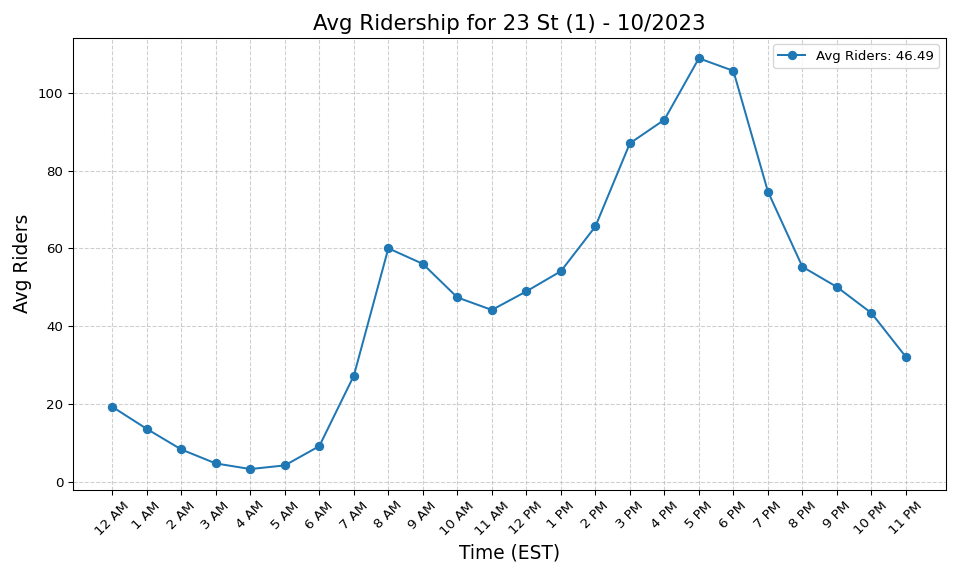 Avg Ridership for 23 St (1) - 10/2023
Avg Riders: 46.49
Avg Riders
100
80
60
40
20
0
12 AM 1 AM 2 AM 3 AM 4 AM 5 AM 6 AM 7 AM 8 AM 9 AM 10 AM 11 AM 12 PM 1 PM 2 PM 3 PM 4 PM 5 PM 6 PM 7 PM 8 PM 9 PM 10 PM 11 PM
Time (EST)